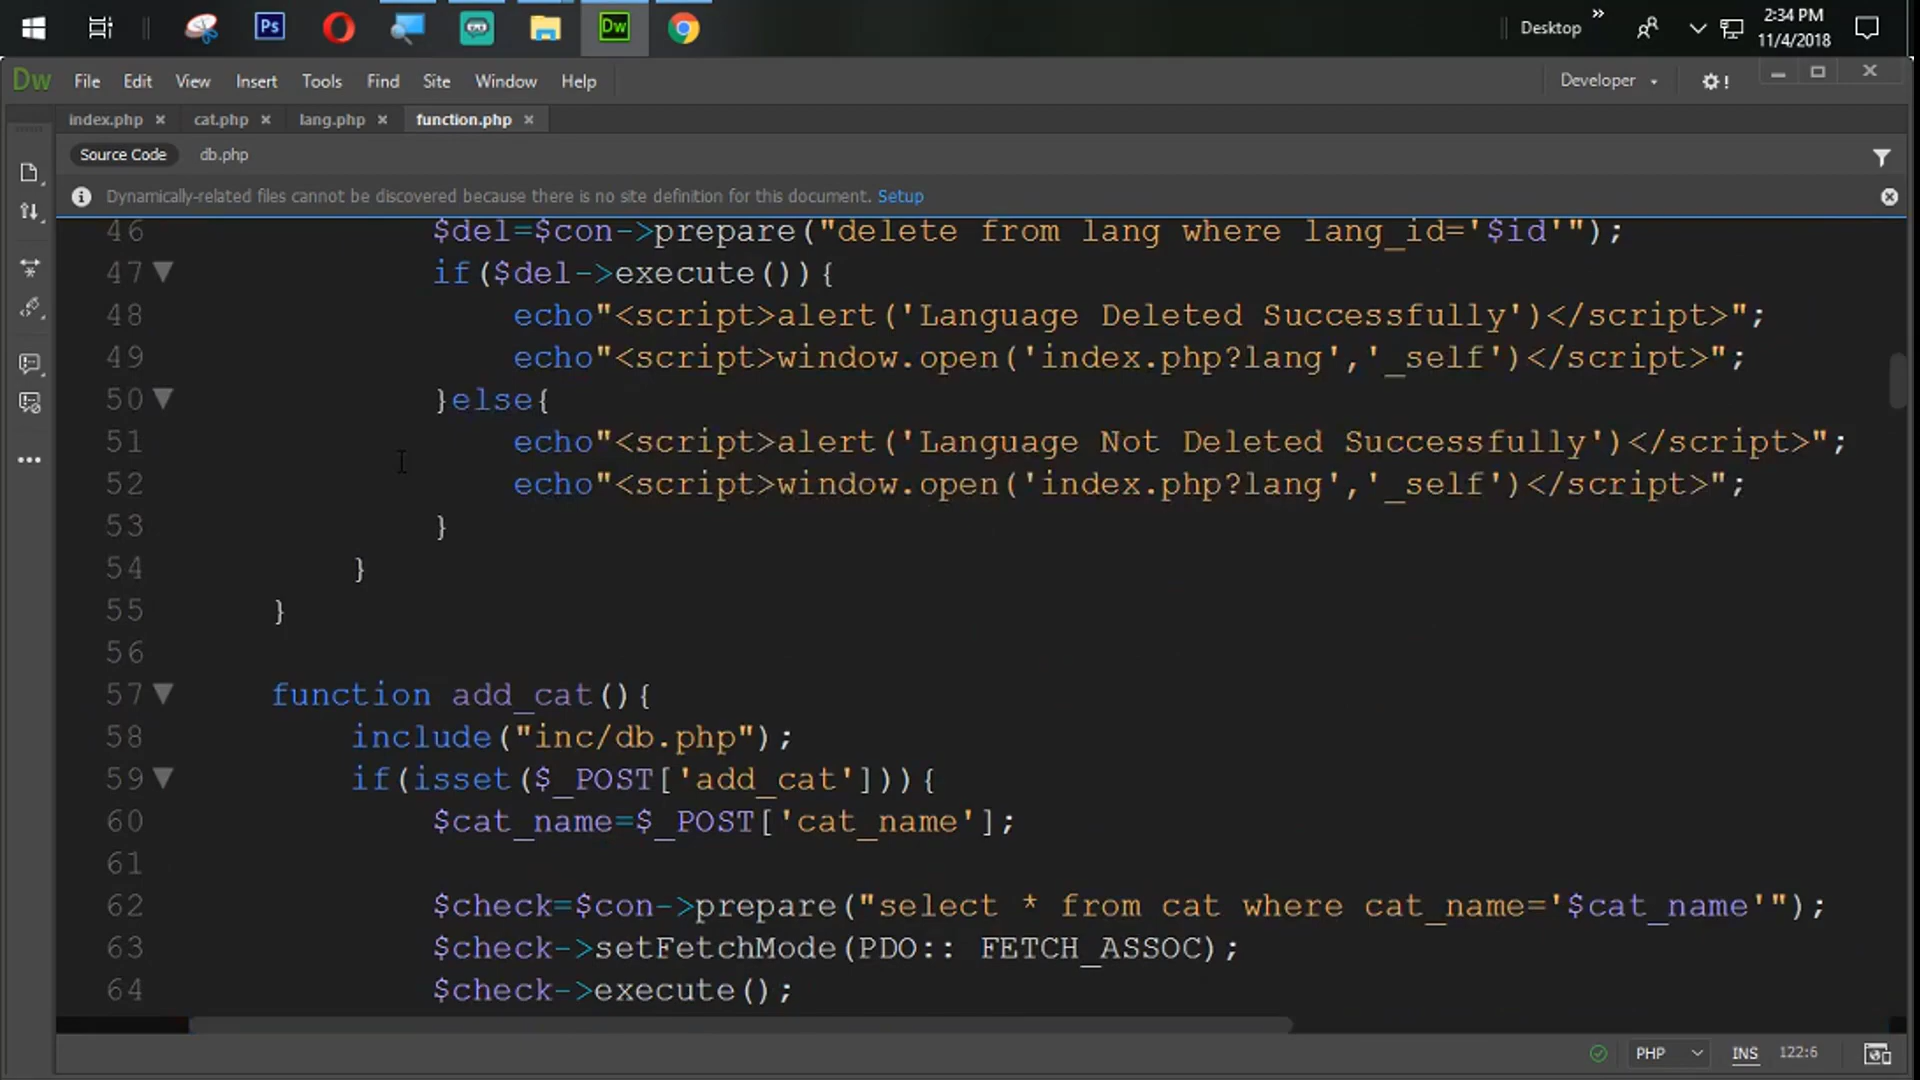 Ps
Dw
Desktop
»
2:34 PM
11/4/2018
Dw File Edit View Insert Tools Find Site Window Help
Developer
!
index.php × cat.php × lang.php × function.php ×
Source Code db.php
Dynamically-related files cannot be discovered because there is no site definition for this document. Setup
46 $del=$con->prepare("delete from lang where lang_id='$id'");
47 if($del->execute()){
48 echo"<script>alert('Language Deleted Successfully')</script>";
49 echo"<script>window.open('index.php?lang','_self')</script>";
50 }else{
51 echo"<script>alert('Language Not Deleted Successfully')</script>";
52 echo"<script>window.open('index.php?lang','_self')</script>";
53 }
54 }
55 }
56
57 function add_cat(){
58 include("inc/db.php");
59 if(isset($_POST['add_cat'])){
60 $cat_name=$_POST['cat_name'];
61
62 $check=$con->prepare("select * from cat where cat_name='$cat_name'");
63 $check->setFetchMode(PDO:: FETCH_ASSOC);
64 $check->execute();
PHP INS 122:6